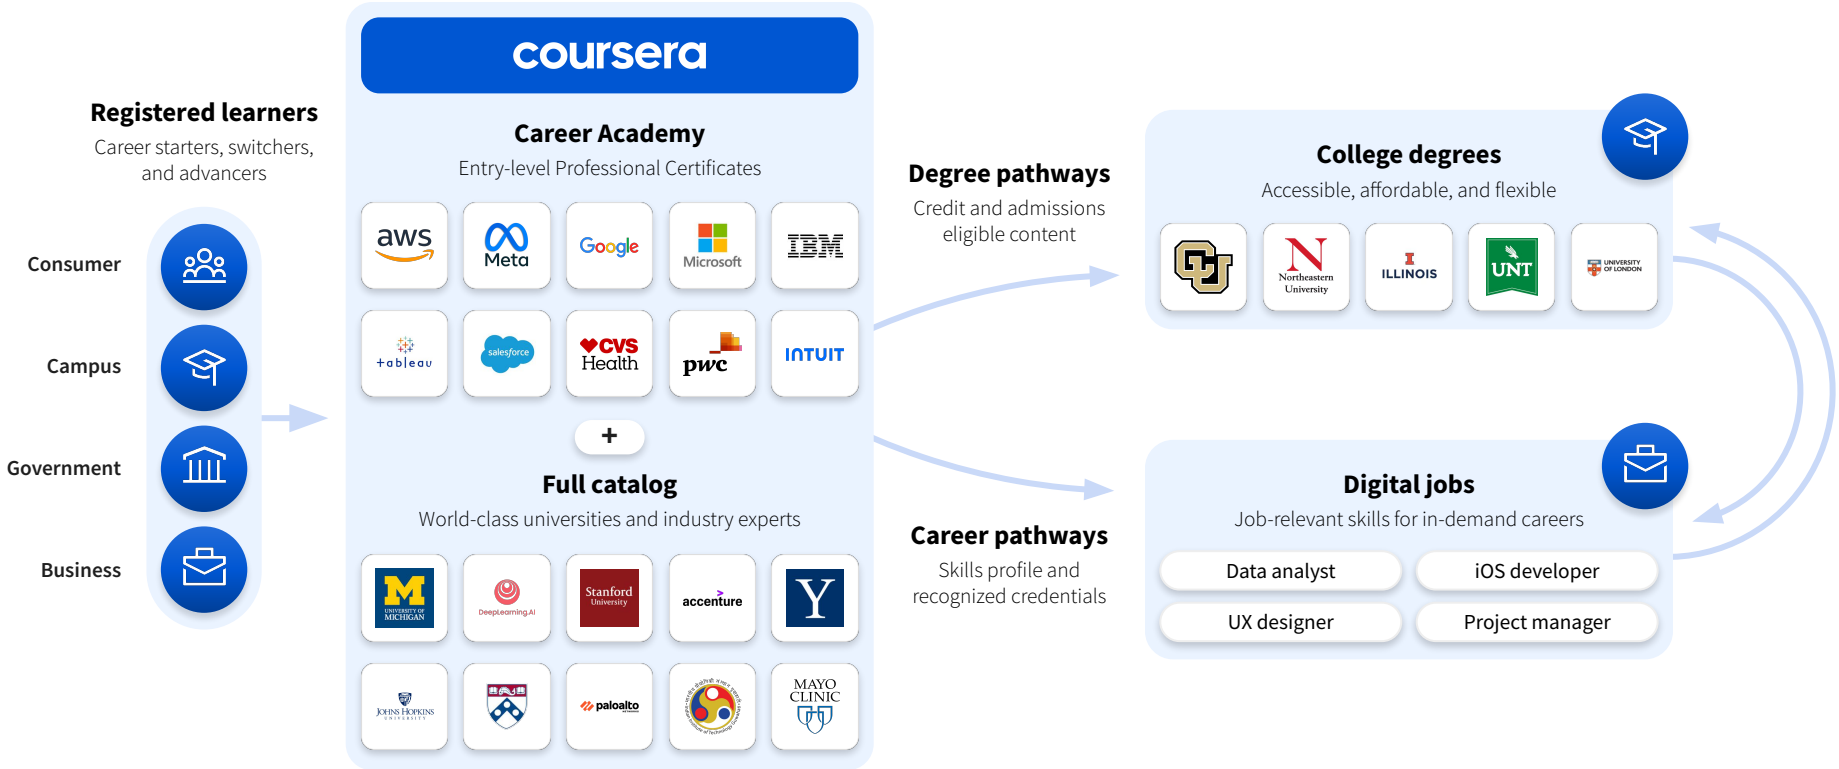 coursera
Registered learners
Career starters, switchers,
and advancers
Consumer
Campus
Government
Business
Career Academy
Entry-level Professional Certificates
aws
Meta
Google
Microsoft
IBM
+ableau
salesforce
CVS
Health
pwc
INTUIT
+
Full catalog
World-class universities and industry experts
M
UNIVERSITY OF
MICHIGAN
DeepLearning.AI
Stanford
University
accenture
Y
JOHNS HOPKINS
UNIVERSITY
paloalto
MAYO
CLINIC
Degree pathways
Credit and admissions
eligible content
Career pathways
Skills profile and
recognized credentials
College degrees
Accessible, affordable, and flexible
CU
N
Northeastern
University
I
ILLINOIS
UNT
UNIVERSITY
OF LONDON
Digital jobs
Job-relevant skills for in-demand careers
Data analyst
iOS developer
UX designer
Project manager